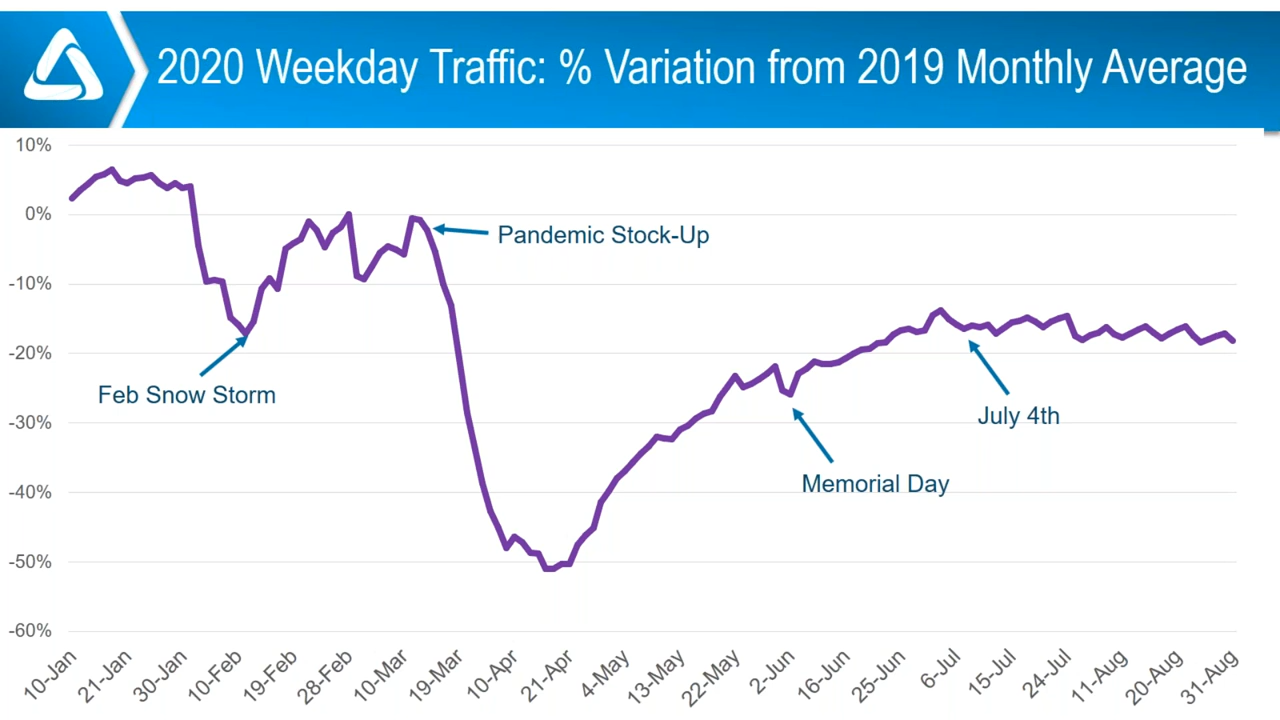 2020 Weekday Traffic: % Variation from 2019 Monthly Average
10%
0%
-10%
-20%
-30%
-40%
-50%
-60%
Pandemic Stock-Up
Feb Snow Storm
July 4th
Memorial Day
10-Jan
21-Jan
30-Jan
10-Feb
19-Feb
28-Feb
10-Mar
19-Mar
10-Apr
21-Apr
4-May
13-May
22-May
2-Jun
16-Jun
25-Jun
6-Jul
15-Jul
24-Jul
11-Aug
20-Aug
31-Aug